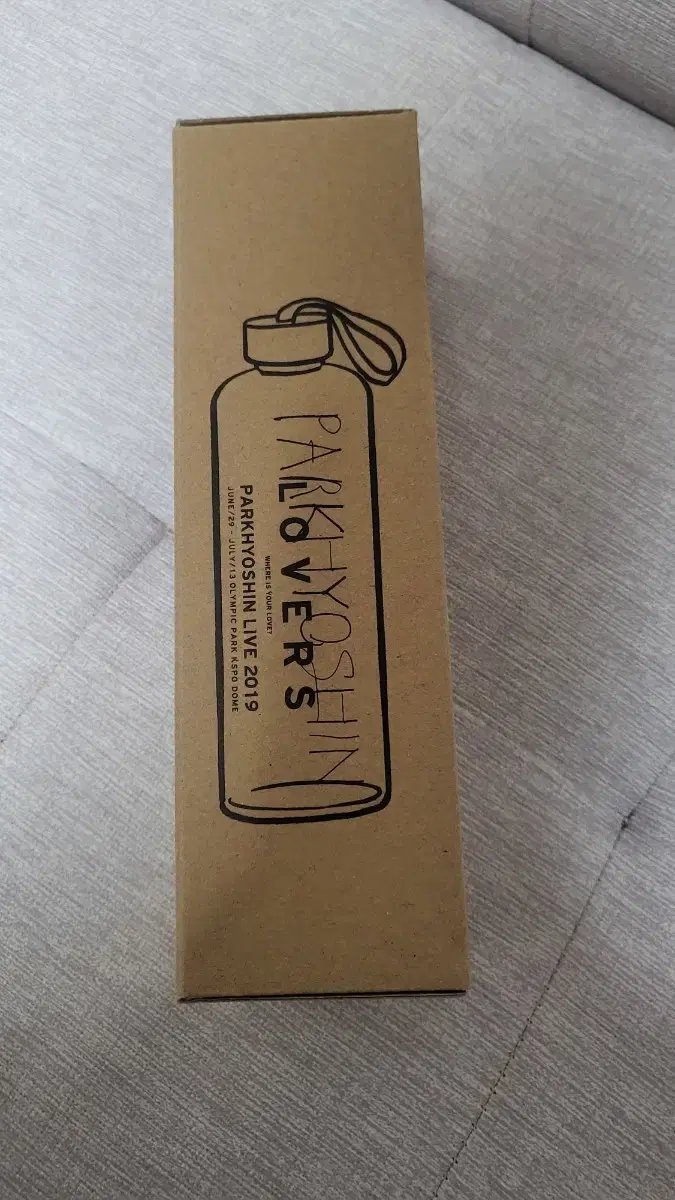 PARKHYOSHIN
LOVERS
WHERE IS YOUR LOVE?
PARKHYOSHIN LIVE 2019
JUNE/29 - JULY/13 OLYMPIC PARK KSPO DOME